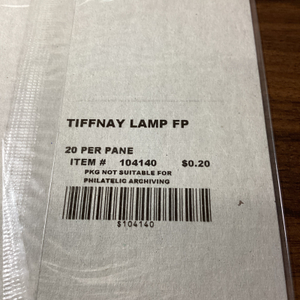 TIFFNAY LAMP FP
20 PER PANE
ITEM # 104140 $0.20
PKG NOT SUITABLE FOR
PHILATELIC ARCHIVING
$104140